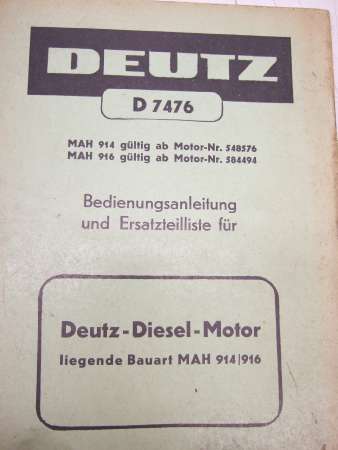 DEUTZ
D 7476
MAH 914 gültig ab Motor-Nr. 548576
MAH 916 gültig ab Motor-Nr. 584494
Bedienungsanleitung
und Ersatzteilliste für
Deutz-Diesel-Motor
liegende Bauart MAH 914|916